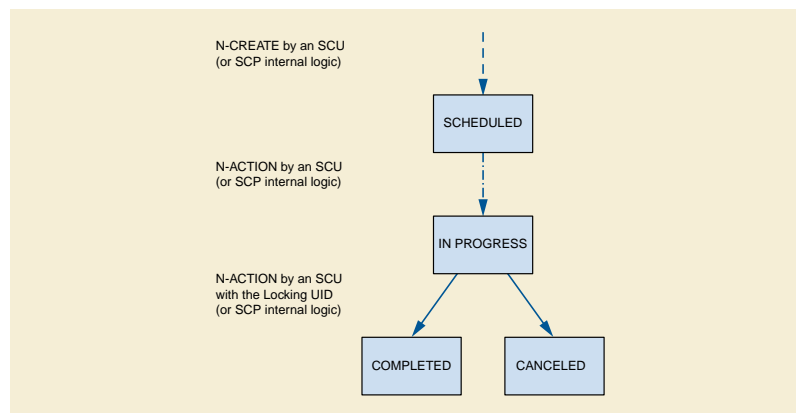 N-CREATE by an SCU
(or SCP internal logic)
SCHEDULED
N-ACTION by an SCU
(or SCP internal logic)
IN PROGRESS
N-ACTION by an SCU
with the Locking UID
(or SCP internal logic)
COMPLETED
CANCELED